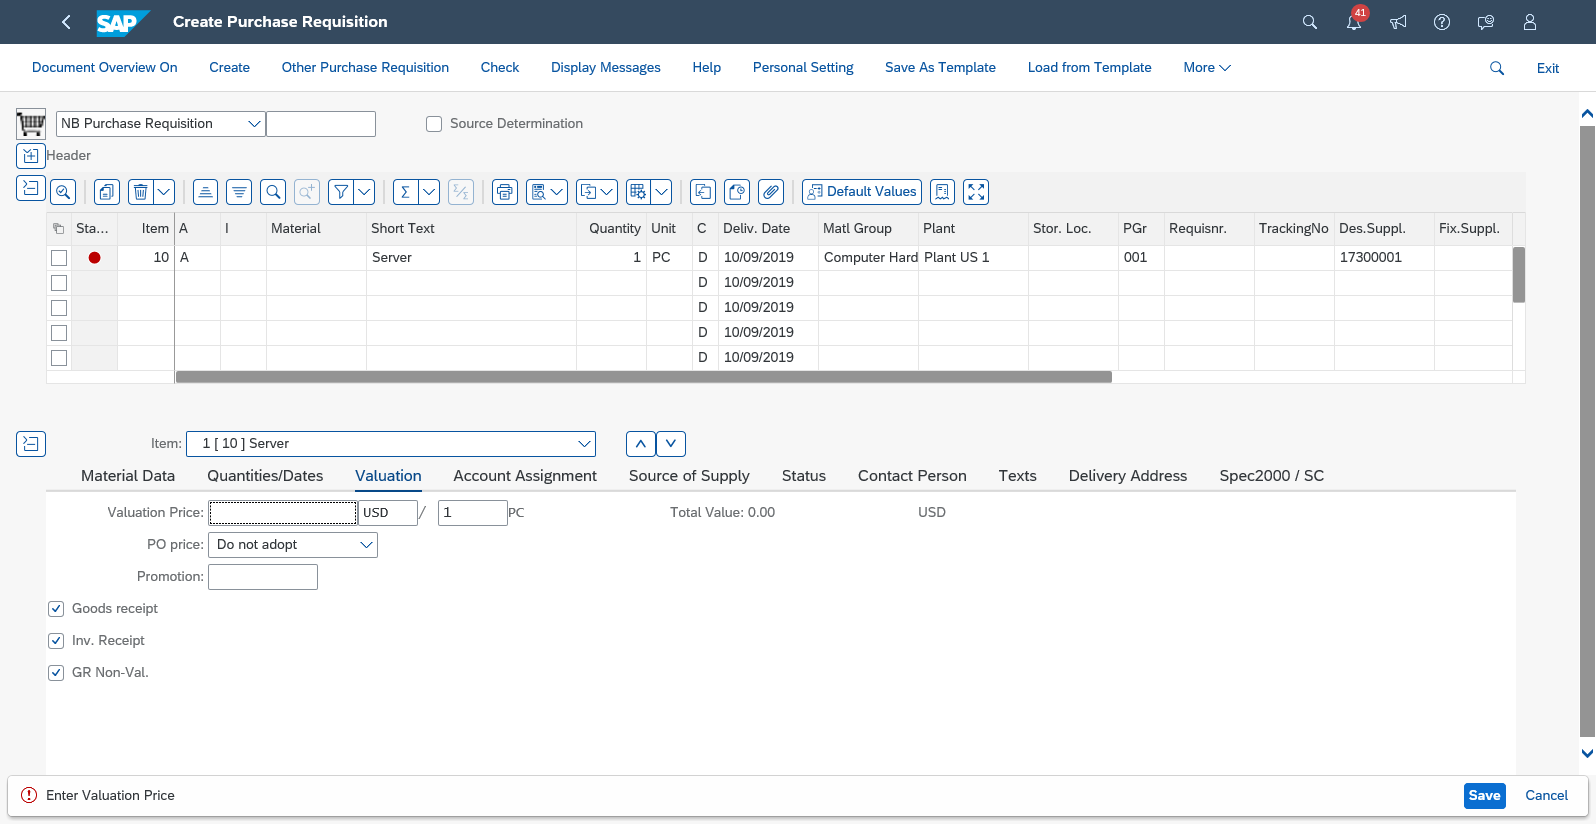 SAP Create Purchase Requisition 41
Document Overview On Create Other Purchase Requisition Check Display Messages Help Personal Setting Save As Template Load from Template More Exit
NB Purchase Requisition Source Determination
Header
Default Values
Sta... Item A I Material Short Text Quantity Unit C Deliv. Date Matl Group Plant Stor. Loc. PGr Requisnr. TrackingNo Des.Suppl. Fix.Suppl.
10 A Server 1 PC D 10/09/2019 Computer Hard Plant US 1 001 17300001
D 10/09/2019
D 10/09/2019
D 10/09/2019
D 10/09/2019
Item: 1 [ 10 ] Server
Material Data Quantities/Dates Valuation Account Assignment Source of Supply Status Contact Person Texts Delivery Address Spec2000 / SC
Valuation Price: USD / 1 PC Total Value: 0.00 USD
PO price: Do not adopt
Promotion:
Goods receipt
Inv. Receipt
GR Non-Val.
Enter Valuation Price Save Cancel